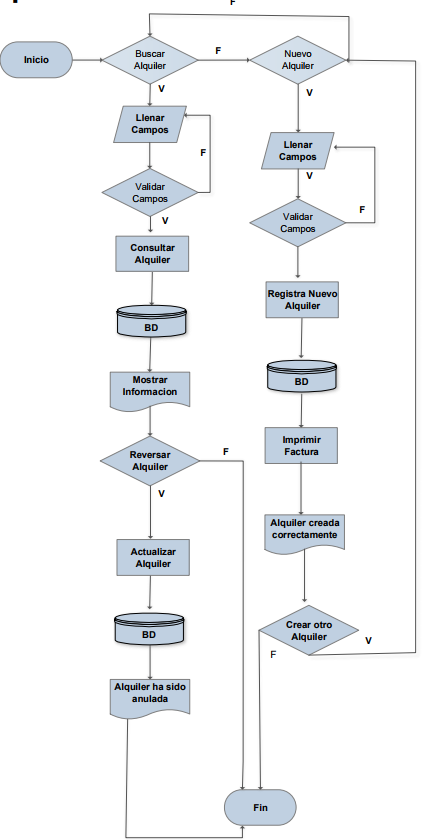 F
Inicio
Buscar
Alquiler
F
Nuevo
Alquiler
V
V
Llenar
Campos
F
Llenar
Campos
V
F
Validar
Campos
V
Validar
Campos
Consultar
Alquiler
Registra Nuevo
Alquiler
BD
BD
Mostrar
Informacion
Imprimir
Factura
Reversar
Alquiler
F
V
Alquiler creada
correctamente
Actualizar
Alquiler
BD
Crear otro
Alquiler
V
F
Alquiler ha sido
anulada
Fin